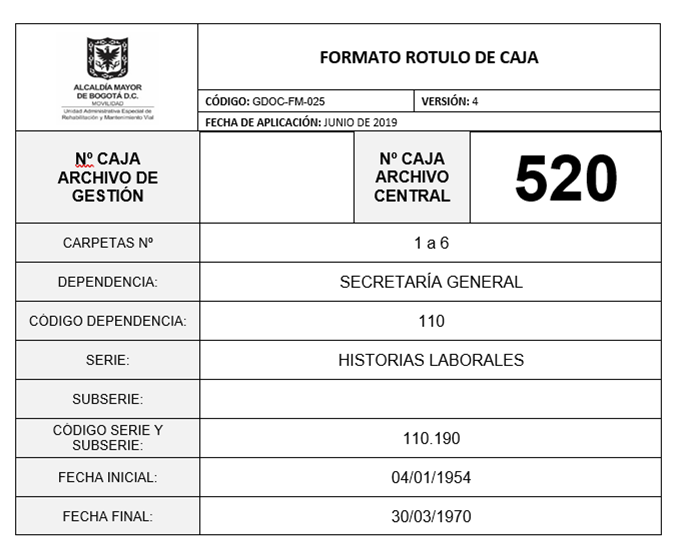 ALCALDÍA MAYOR
DE BOGOTÁ D.C.
MOVILIDAD
Unidad Administrativa Especial de
Rehabilitación y Mantenimiento Vial
FORMATO ROTULO DE CAJA
CÓDIGO: GDOC-FM-025
VERSIÓN: 4
FECHA DE APLICACIÓN: JUNIO DE 2019
Nº CAJA
ARCHIVO DE
GESTIÓN
Nº CAJA
ARCHIVO
CENTRAL
520
CARPETAS Nº
1 a 6
DEPENDENCIA:
SECRETARÍA GENERAL
CÓDIGO DEPENDENCIA:
110
SERIE:
HISTORIAS LABORALES
SUBSERIE:
CÓDIGO SERIE Y
SUBSERIE:
110.190
FECHA INICIAL:
04/01/1954
FECHA FINAL:
30/03/1970